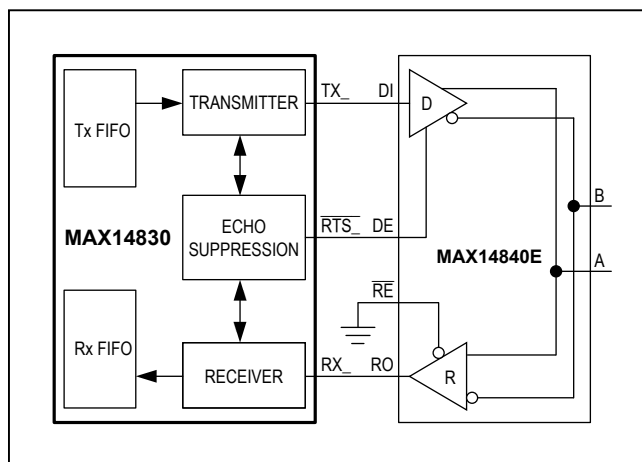 Tx FIFO
TRANSMITTER
TX_ DI
D
MAX14830
ECHO
SUPPRESSION
RTS_ DE
B
MAX14840E
A
RE
Rx FIFO
RECEIVER
RX_ RO
R